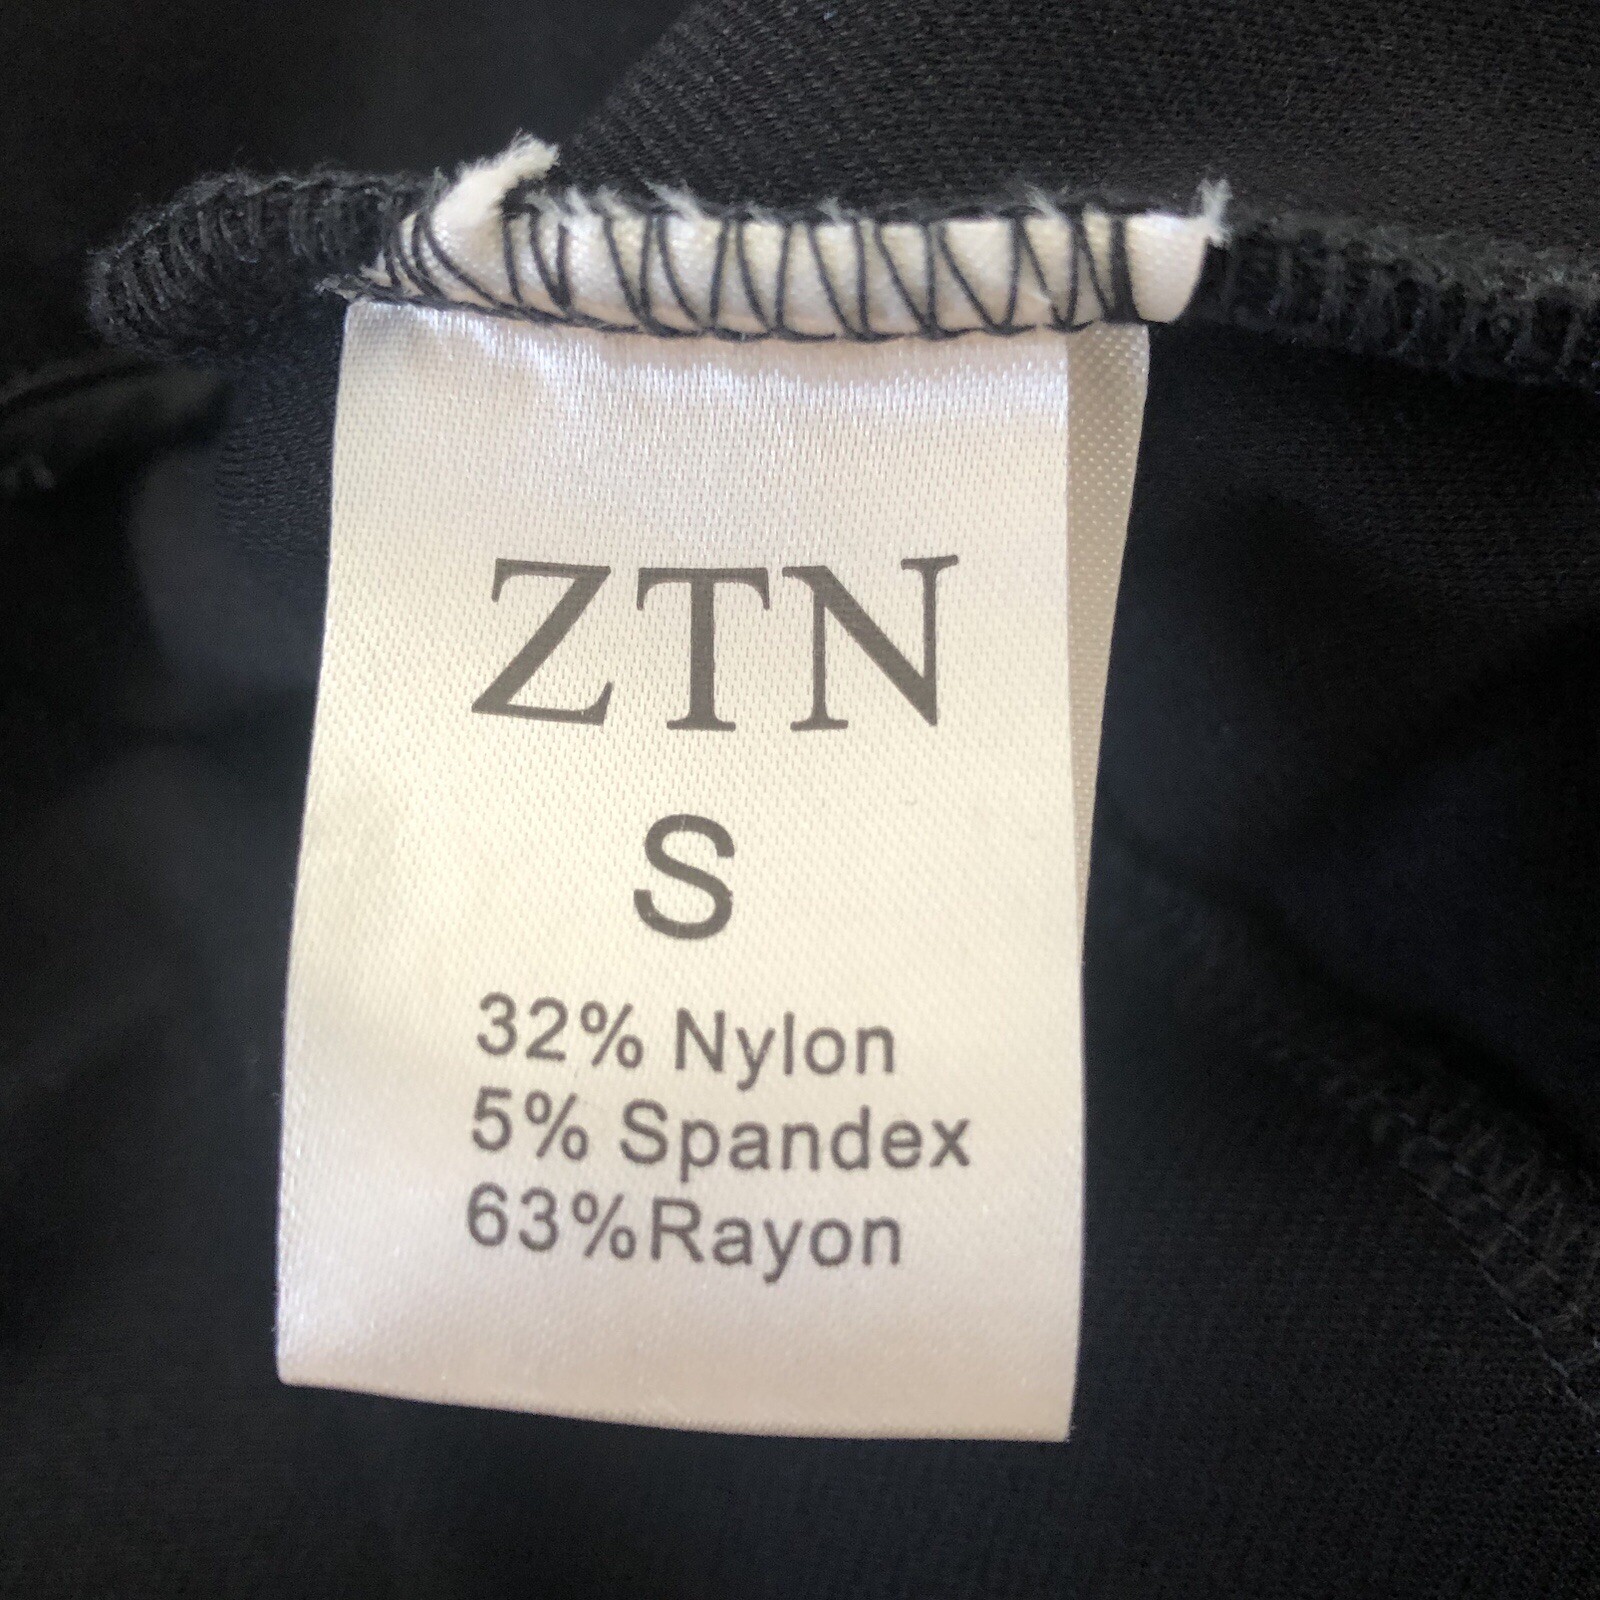 ZTN
S
32% Nylon
5% Spandex
63%Rayon